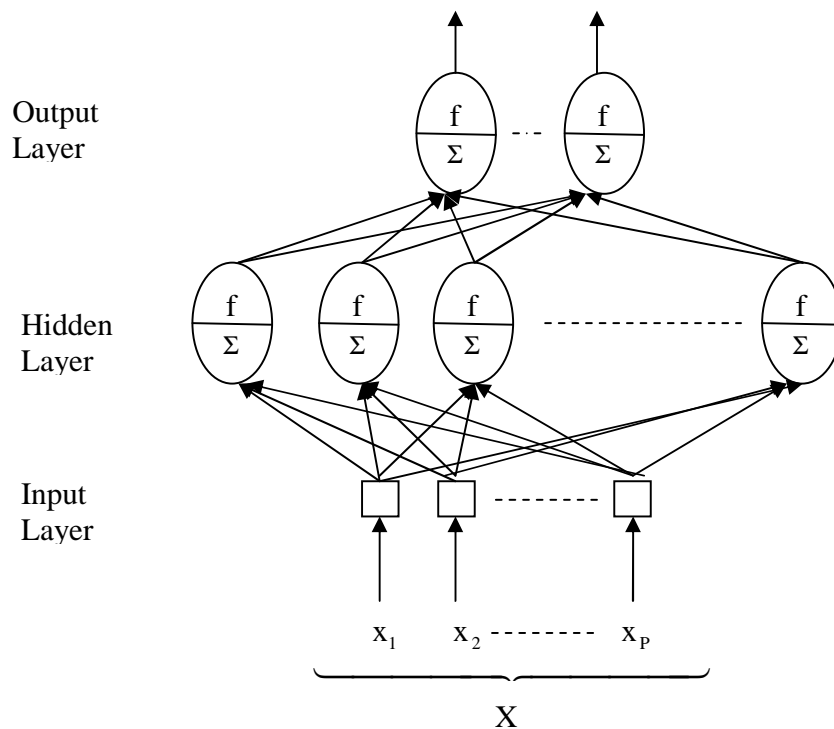 Output
Layer
f
Σ
f
Σ
Hidden
Layer
f
Σ
f
Σ
f
Σ
f
Σ
Input
Layer
x1
x2
xP
X